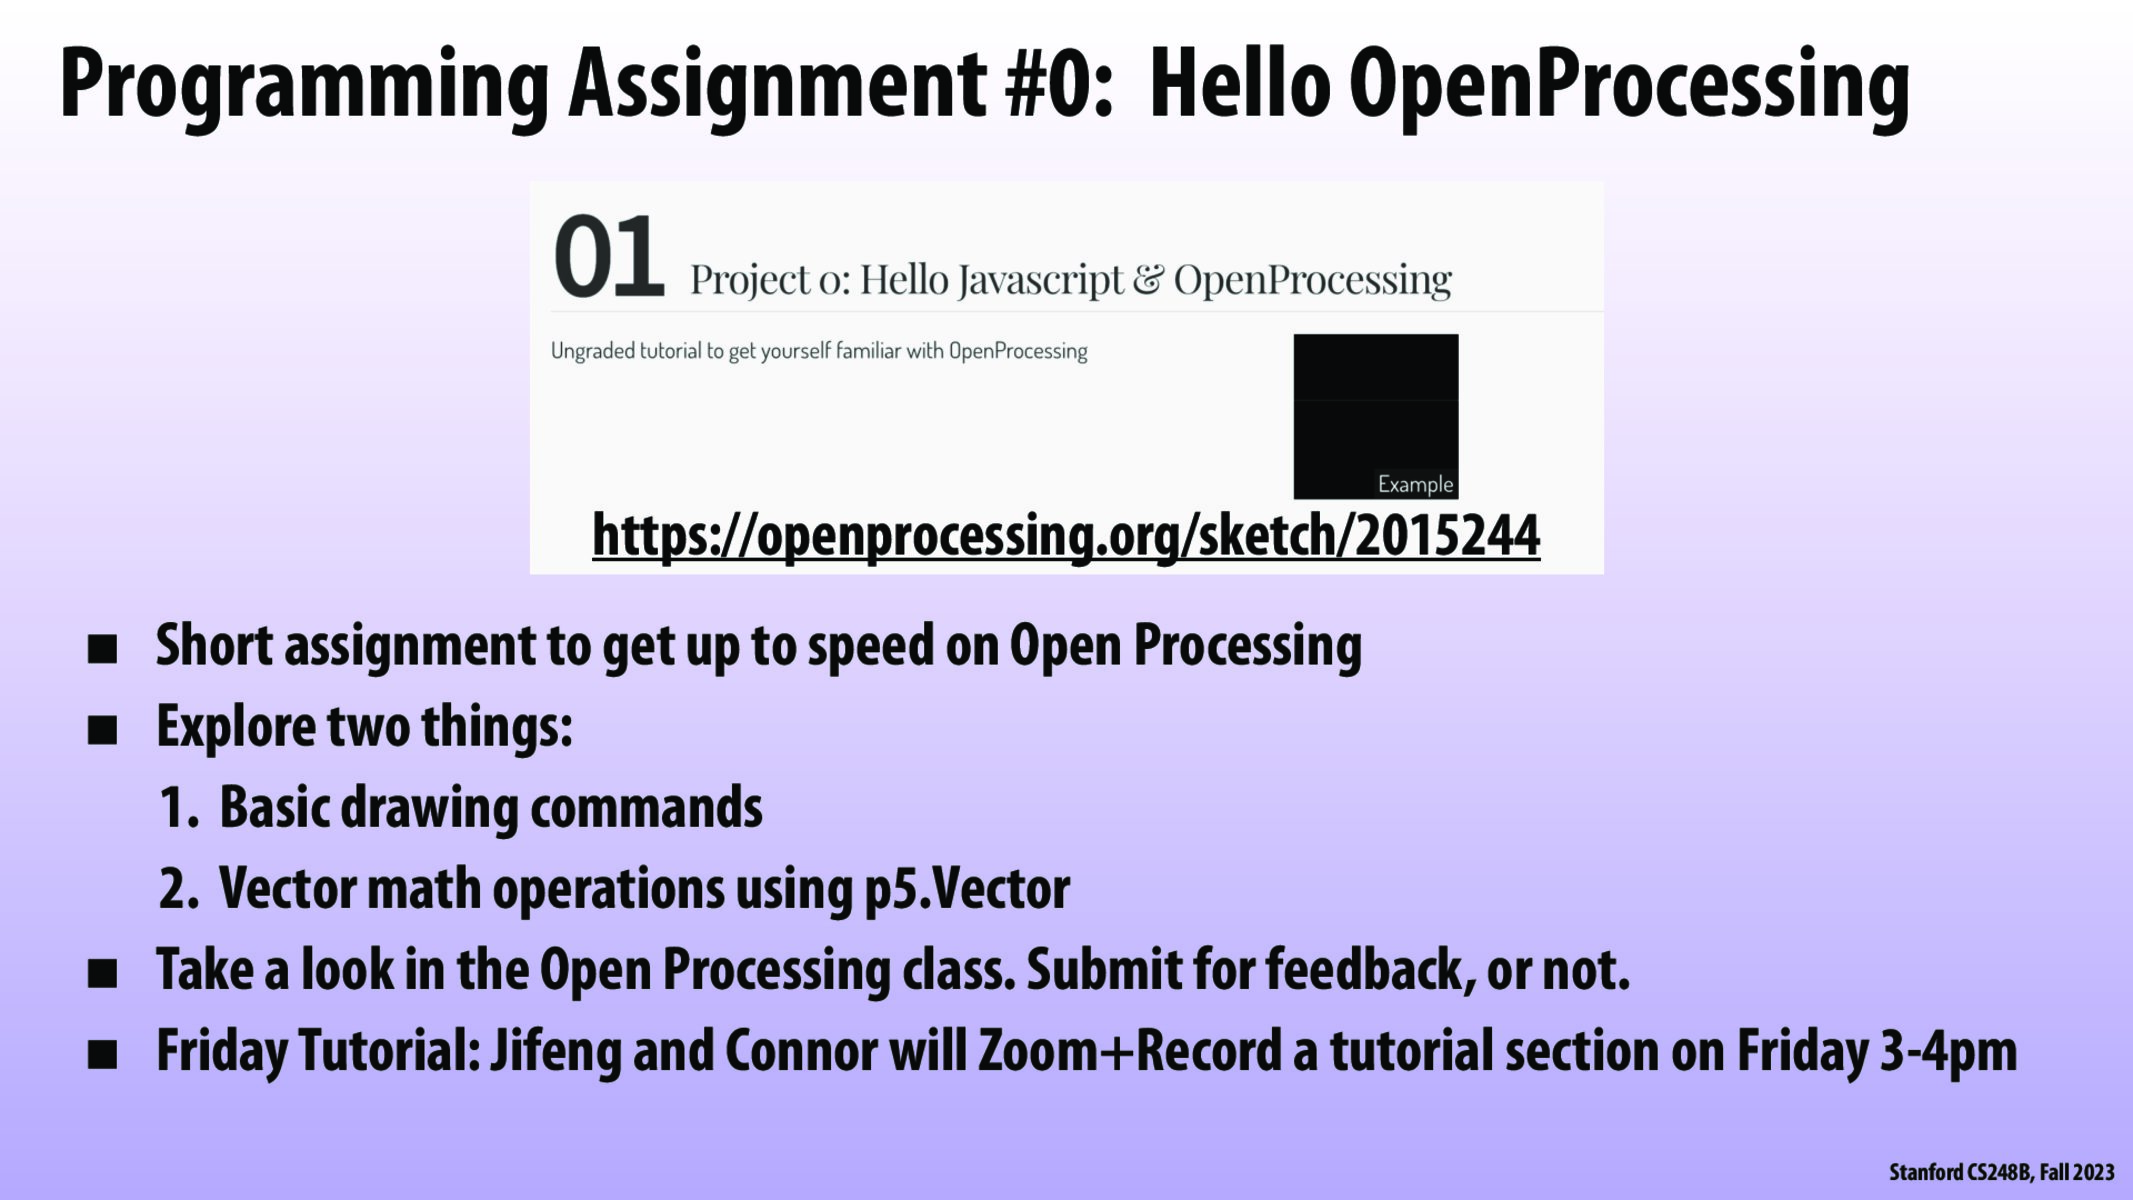 Programming Assignment #0: Hello OpenProcessing
01 Project 0: Hello Javascript & OpenProcessing
Ungraded tutorial to get yourself familiar with OpenProcessing
Example
https://openprocessing.org/sketch/2015244
■ Short assignment to get up to speed on Open Processing
■ Explore two things:
1. Basic drawing commands
2. Vector math operations using p5.Vector
■ Take a look in the Open Processing class. Submit for feedback, or not.
■ Friday Tutorial: Jifeng and Connor will Zoom+Record a tutorial section on Friday 3-4pm
Stanford CS248B, Fall 2023